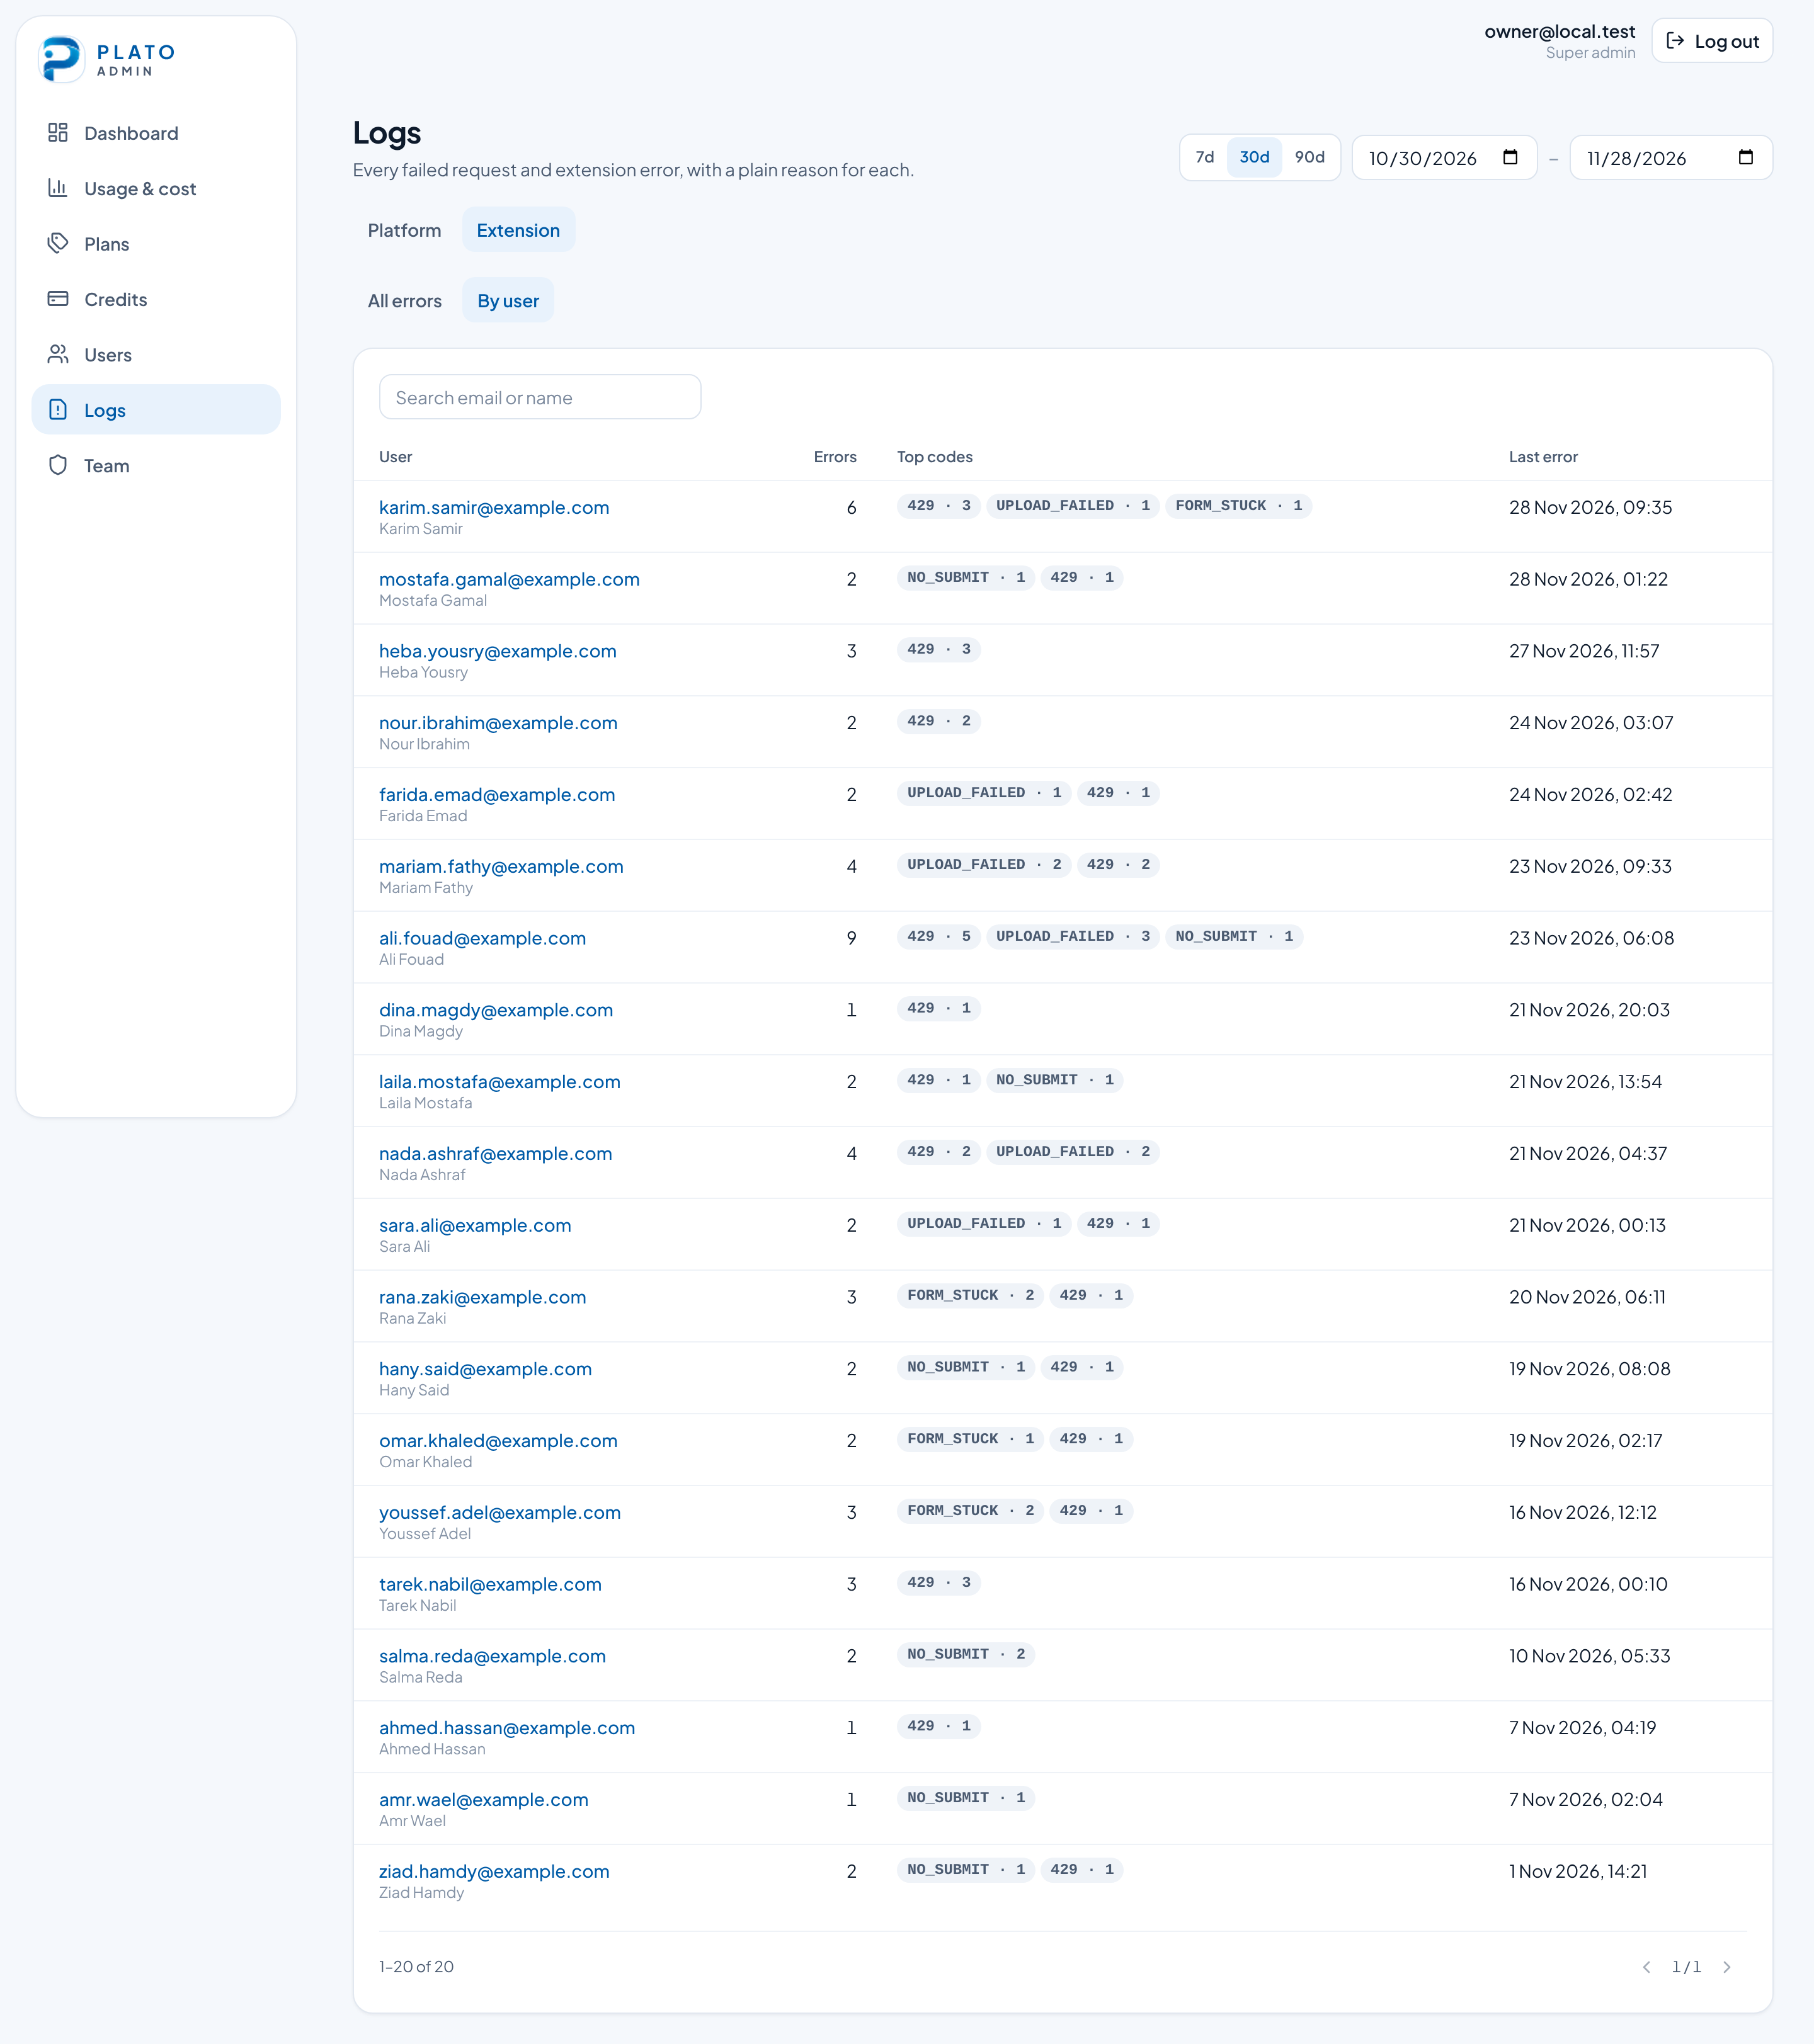 PLATO
ADMIN
Dashboard
Usage & cost
Plans
Credits
Users
Logs
Team
owner@local.test
Super admin
Log out
Logs
Every failed request and extension error, with a plain reason for each.
7d 30d 90d 10/30/2026 – 11/28/2026
Platform Extension
All errors By user
Search email or name
User Errors Top codes Last error
karim.samir@example.com 6 429 · 3 UPLOAD_FAILED · 1 FORM_STUCK · 1 28 Nov 2026, 09:35
Karim Samir
mostafa.gamal@example.com 2 NO_SUBMIT · 1 429 · 1 28 Nov 2026, 01:22
Mostafa Gamal
heba.yousry@example.com 3 429 · 3 27 Nov 2026, 11:57
Heba Yousry
nour.ibrahim@example.com 2 429 · 2 24 Nov 2026, 03:07
Nour Ibrahim
farida.emad@example.com 2 UPLOAD_FAILED · 1 429 · 1 24 Nov 2026, 02:42
Farida Emad
mariam.fathy@example.com 4 UPLOAD_FAILED · 2 429 · 2 23 Nov 2026, 09:33
Mariam Fathy
ali.fouad@example.com 9 429 · 5 UPLOAD_FAILED · 3 NO_SUBMIT · 1 23 Nov 2026, 06:08
Ali Fouad
dina.magdy@example.com 1 429 · 1 21 Nov 2026, 20:03
Dina Magdy
laila.mostafa@example.com 2 429 · 1 NO_SUBMIT · 1 21 Nov 2026, 13:54
Laila Mostafa
nada.ashraf@example.com 4 429 · 2 UPLOAD_FAILED · 2 21 Nov 2026, 04:37
Nada Ashraf
sara.ali@example.com 2 UPLOAD_FAILED · 1 429 · 1 21 Nov 2026, 00:13
Sara Ali
rana.zaki@example.com 3 FORM_STUCK · 2 429 · 1 20 Nov 2026, 06:11
Rana Zaki
hany.said@example.com 2 NO_SUBMIT · 1 429 · 1 19 Nov 2026, 08:08
Hany Said
omar.khaled@example.com 2 FORM_STUCK · 1 429 · 1 19 Nov 2026, 02:17
Omar Khaled
youssef.adel@example.com 3 FORM_STUCK · 2 429 · 1 16 Nov 2026, 12:12
Youssef Adel
tarek.nabil@example.com 3 429 · 3 16 Nov 2026, 00:10
Tarek Nabil
salma.reda@example.com 2 NO_SUBMIT · 2 10 Nov 2026, 05:33
Salma Reda
ahmed.hassan@example.com 1 429 · 1 7 Nov 2026, 04:19
Ahmed Hassan
amr.wael@example.com 1 NO_SUBMIT · 1 7 Nov 2026, 02:04
Amr Wael
ziad.hamdy@example.com 2 NO_SUBMIT · 1 429 · 1 1 Nov 2026, 14:21
Ziad Hamdy
1–20 of 20 1 / 1